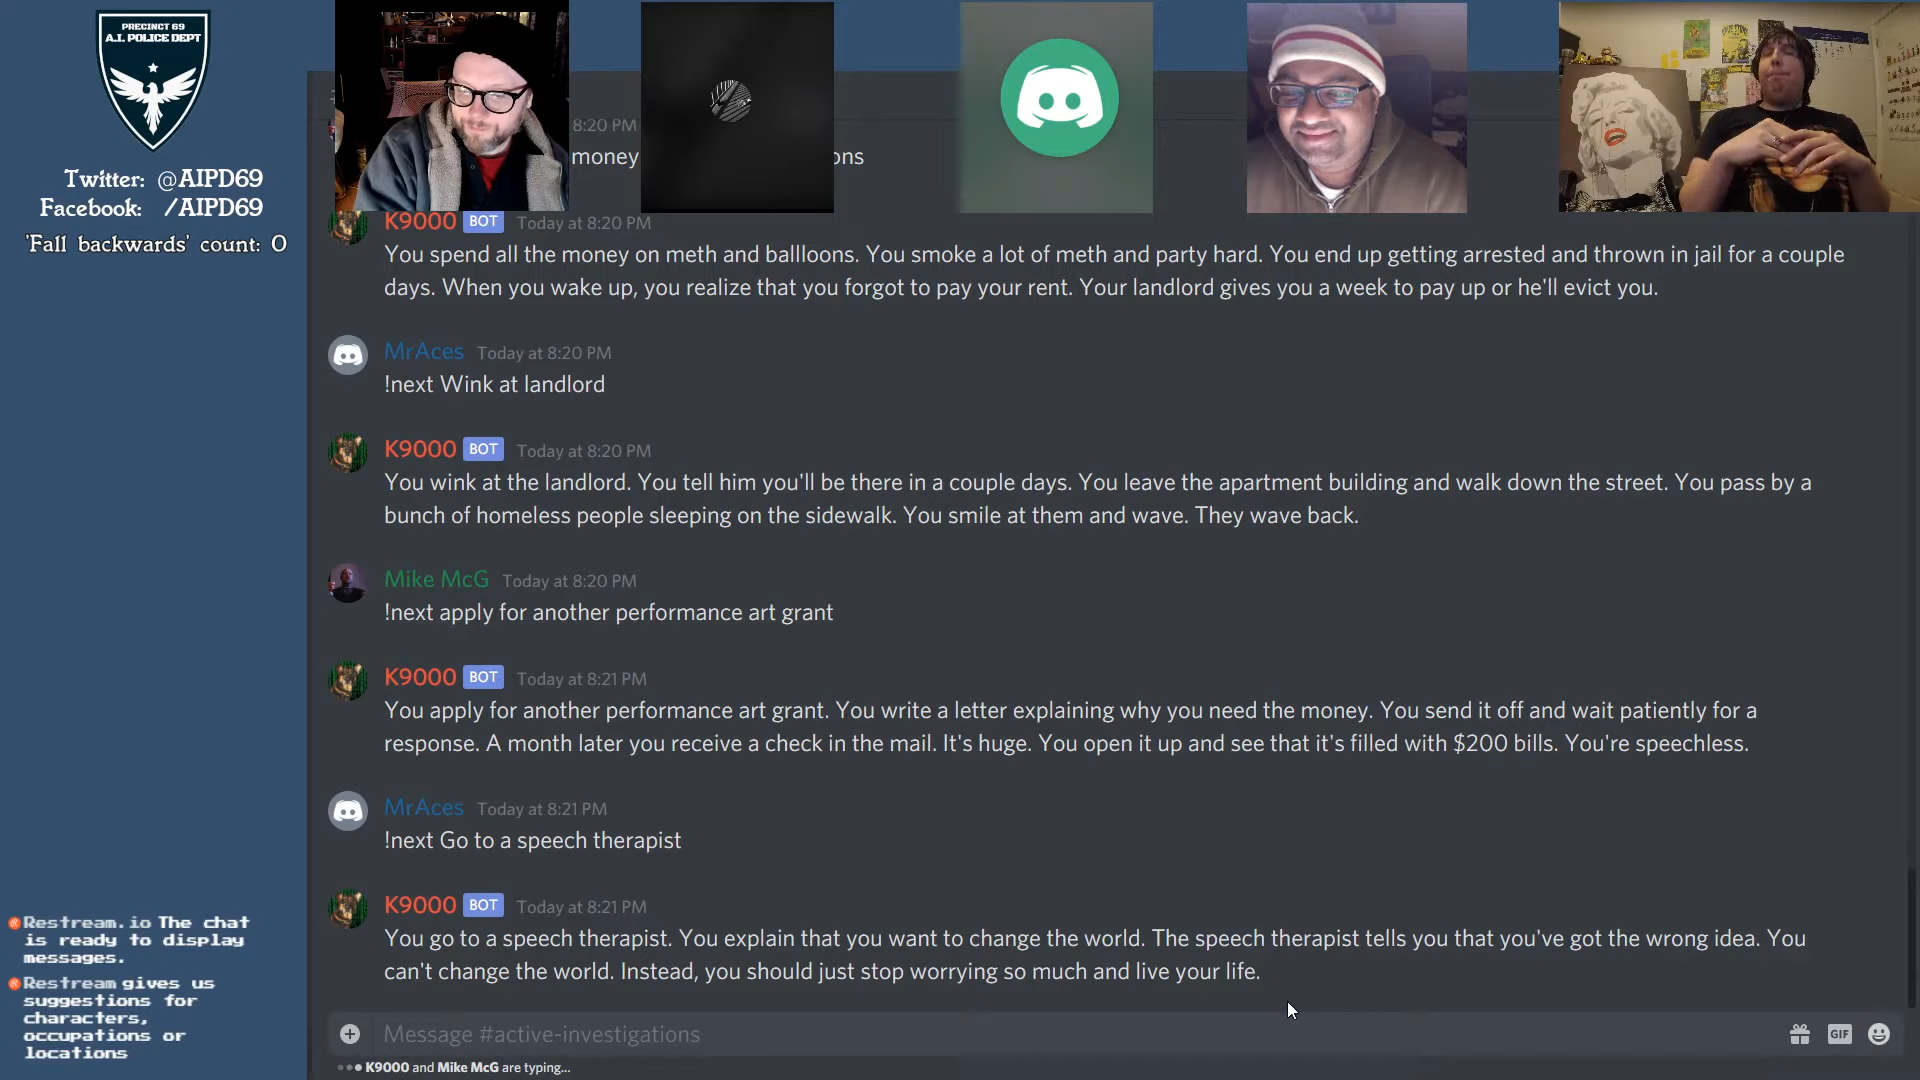 PRECINCT 69
A.I. POLICE DEPT
Twitter: @AIPD69
Facebook: /AIPD69
'Fall backwards' count: 0
8:20 PM
money
ons
K9000 BOT Today at 8:20 PM
You spend all the money on meth and ballloons. You smoke a lot of meth and party hard. You end up getting arrested and thrown in jail for a couple
days. When you wake up, you realize that you forgot to pay your rent. Your landlord gives you a week to pay up or he'll evict you.
MrAces Today at 8:20 PM
!next Wink at landlord
K9000 BOT Today at 8:20 PM
You wink at the landlord. You tell him you'll be there in a couple days. You leave the apartment building and walk down the street. You pass by a
bunch of homeless people sleeping on the sidewalk. You smile at them and wave. They wave back.
Mike McG Today at 8:20 PM
!next apply for another performance art grant
K9000 BOT Today at 8:21 PM
You apply for another performance art grant. You write a letter explaining why you need the money. You send it off and wait patiently for a
response. A month later you receive a check in the mail. It's huge. You open it up and see that it's filled with $200 bills. You're speechless.
MrAces Today at 8:21 PM
!next Go to a speech therapist
K9000 BOT Today at 8:21 PM
You go to a speech therapist. You explain that you want to change the world. The speech therapist tells you that you've got the wrong idea. You
can't change the world. Instead, you should just stop worrying so much and live your life.
Message #active-investigations
GIF
K9000 and Mike McG are typing...
Restream.io The chat
is ready to display
messages.
Restream gives us
suggestions for
characters,
occupations or
locations